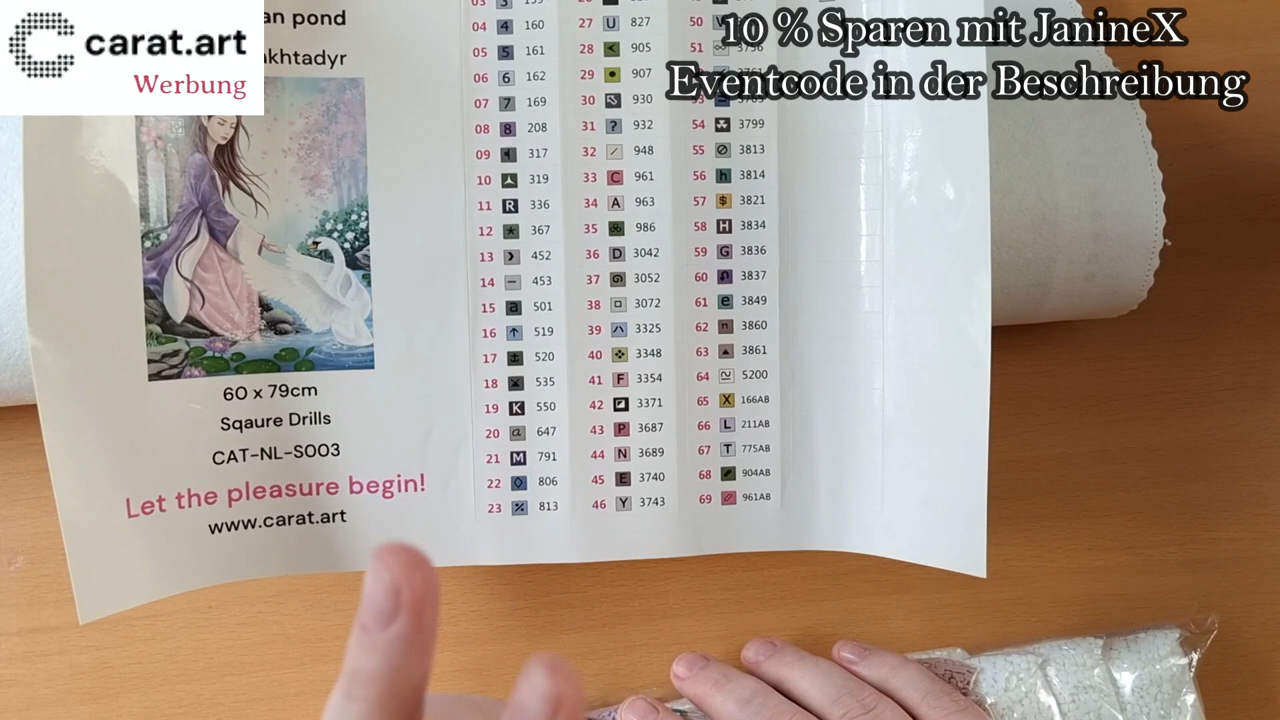 carat.art
Werbung
10 % Sparen mit JanineX
Eventcode in der Beschreibung
an pond
akhtadyr
60 x 79cm
Sqaure Drills
CAT-NL-S003
Let the pleasure begin!
www.carat.art
04 4 160
05 5 161
06 6 162
07 7 169
08 8 208
09 317
10 319
11 R 336
12 367
13 452
14 453
15 a 501
16 519
17 520
18 535
19 K 550
20 a 647
21 M 791
22 806
23 813
27 U 827
28 905
29 907
30 930
31 ? 932
32 948
33 C 961
34 A 963
35 986
36 D 3042
37 3052
38 3072
39 3325
40 3348
41 F 3354
42 3371
43 P 3687
44 N 3689
45 E 3740
46 Y 3743
50
51 3756
54 3799
55 3813
56 h 3814
57 $ 3821
58 H 3834
59 G 3836
60 3837
61 e 3849
62 n 3860
63 3861
64 5200
65 X 166AB
66 L 211AB
67 T 775AB
68 904AB
69 961AB